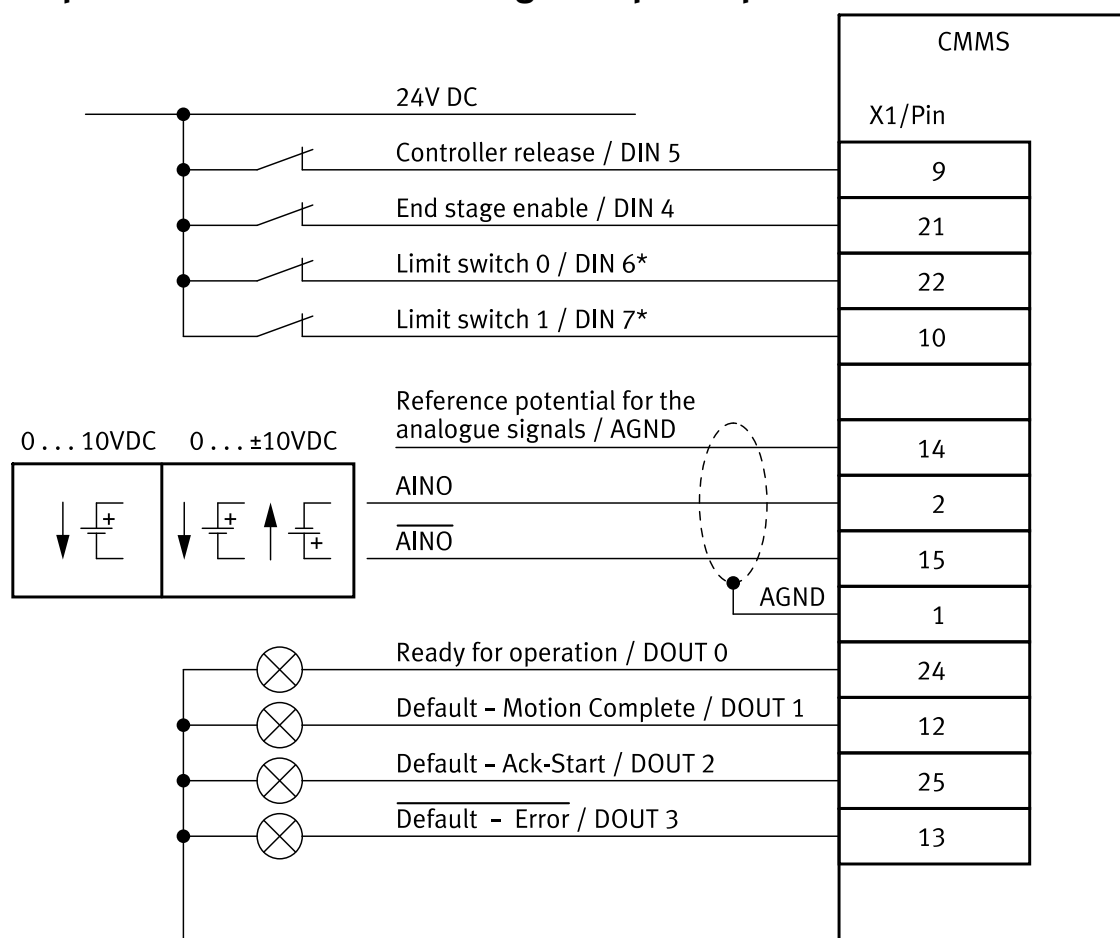 CMMS
X1/Pin
24V DC
Controller release / DIN 5
9
End stage enable / DIN 4
21
Limit switch 0 / DIN 6*
22
Limit switch 1 / DIN 7*
10
Reference potential for the
analogue signals / AGND
14
0...10VDC 0...±10VDC
AINO
2
+ + +
AINO
15
AGND
1
Ready for operation / DOUT 0
24
Default – Motion Complete / DOUT 1
12
Default – Ack-Start / DOUT 2
25
Default – Error / DOUT 3
13